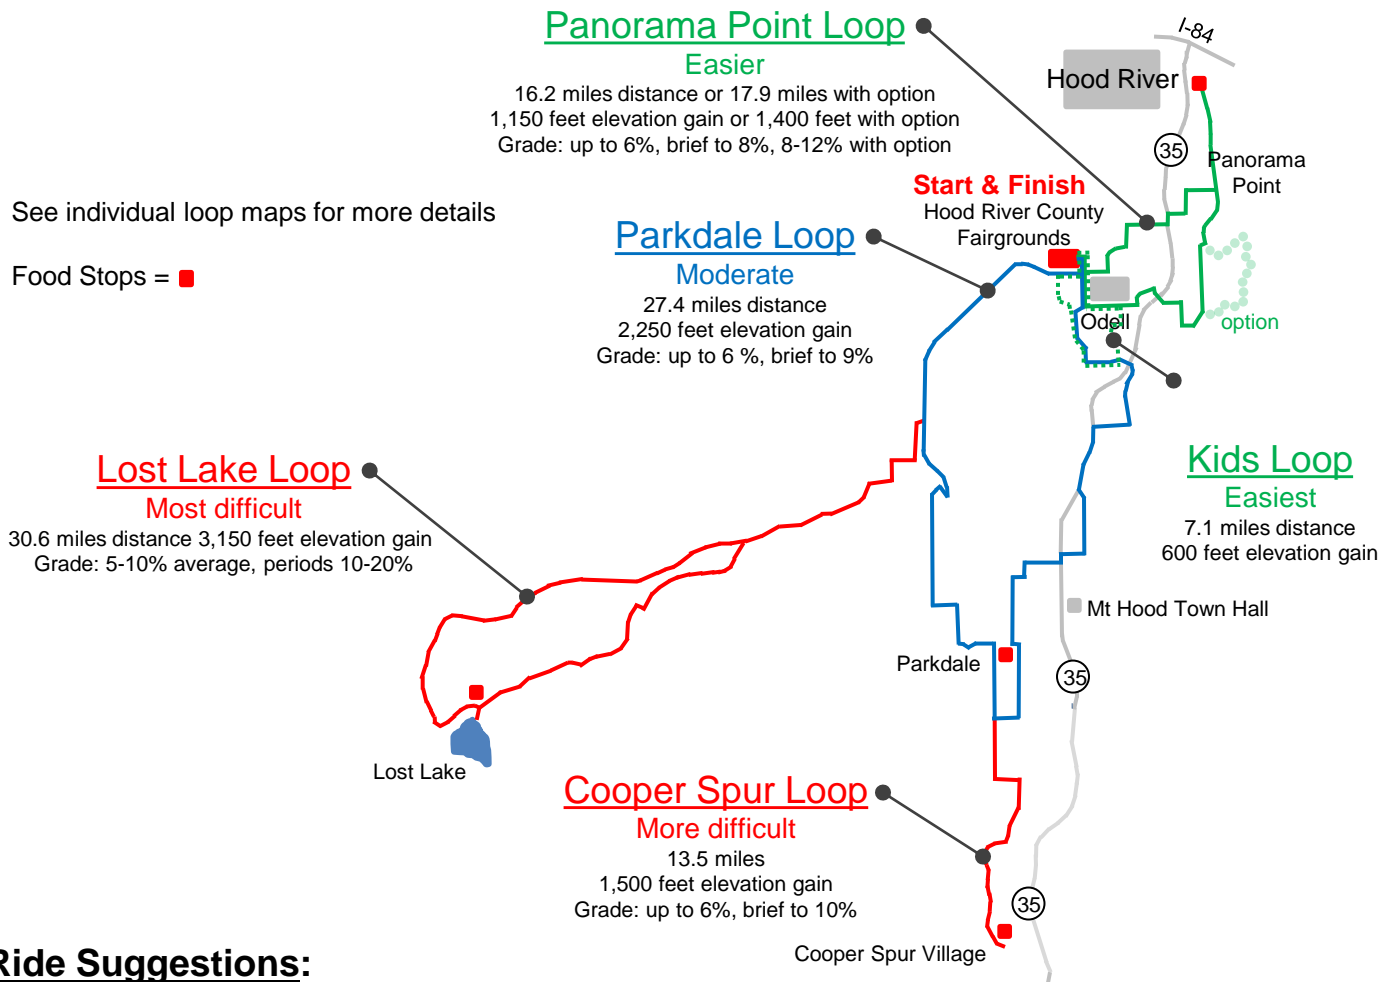 Panorama Point Loop
Easier
16.2 miles distance or 17.9 miles with option
1,150 feet elevation gain or 1,400 feet with option
Grade: up to 6%, brief to 8%, 8-12% with option
I-84
Hood River
35
Panorama
Point
Start & Finish
Hood River County
Fairgrounds
See individual loop maps for more details
Food Stops =
Parkdale Loop
Moderate
27.4 miles distance
2,250 feet elevation gain
Grade: up to 6 %, brief to 9%
Odell
option
Lost Lake Loop
Most difficult
30.6 miles distance 3,150 feet elevation gain
Grade: 5-10% average, periods 10-20%
Kids Loop
Easiest
7.1 miles distance
600 feet elevation gain
Mt Hood Town Hall
Parkdale
35
Lost Lake
Cooper Spur Loop
More difficult
13.5 miles
1,500 feet elevation gain
Grade: up to 6%, brief to 10%
35
Cooper Spur Village
Ride Suggestions: